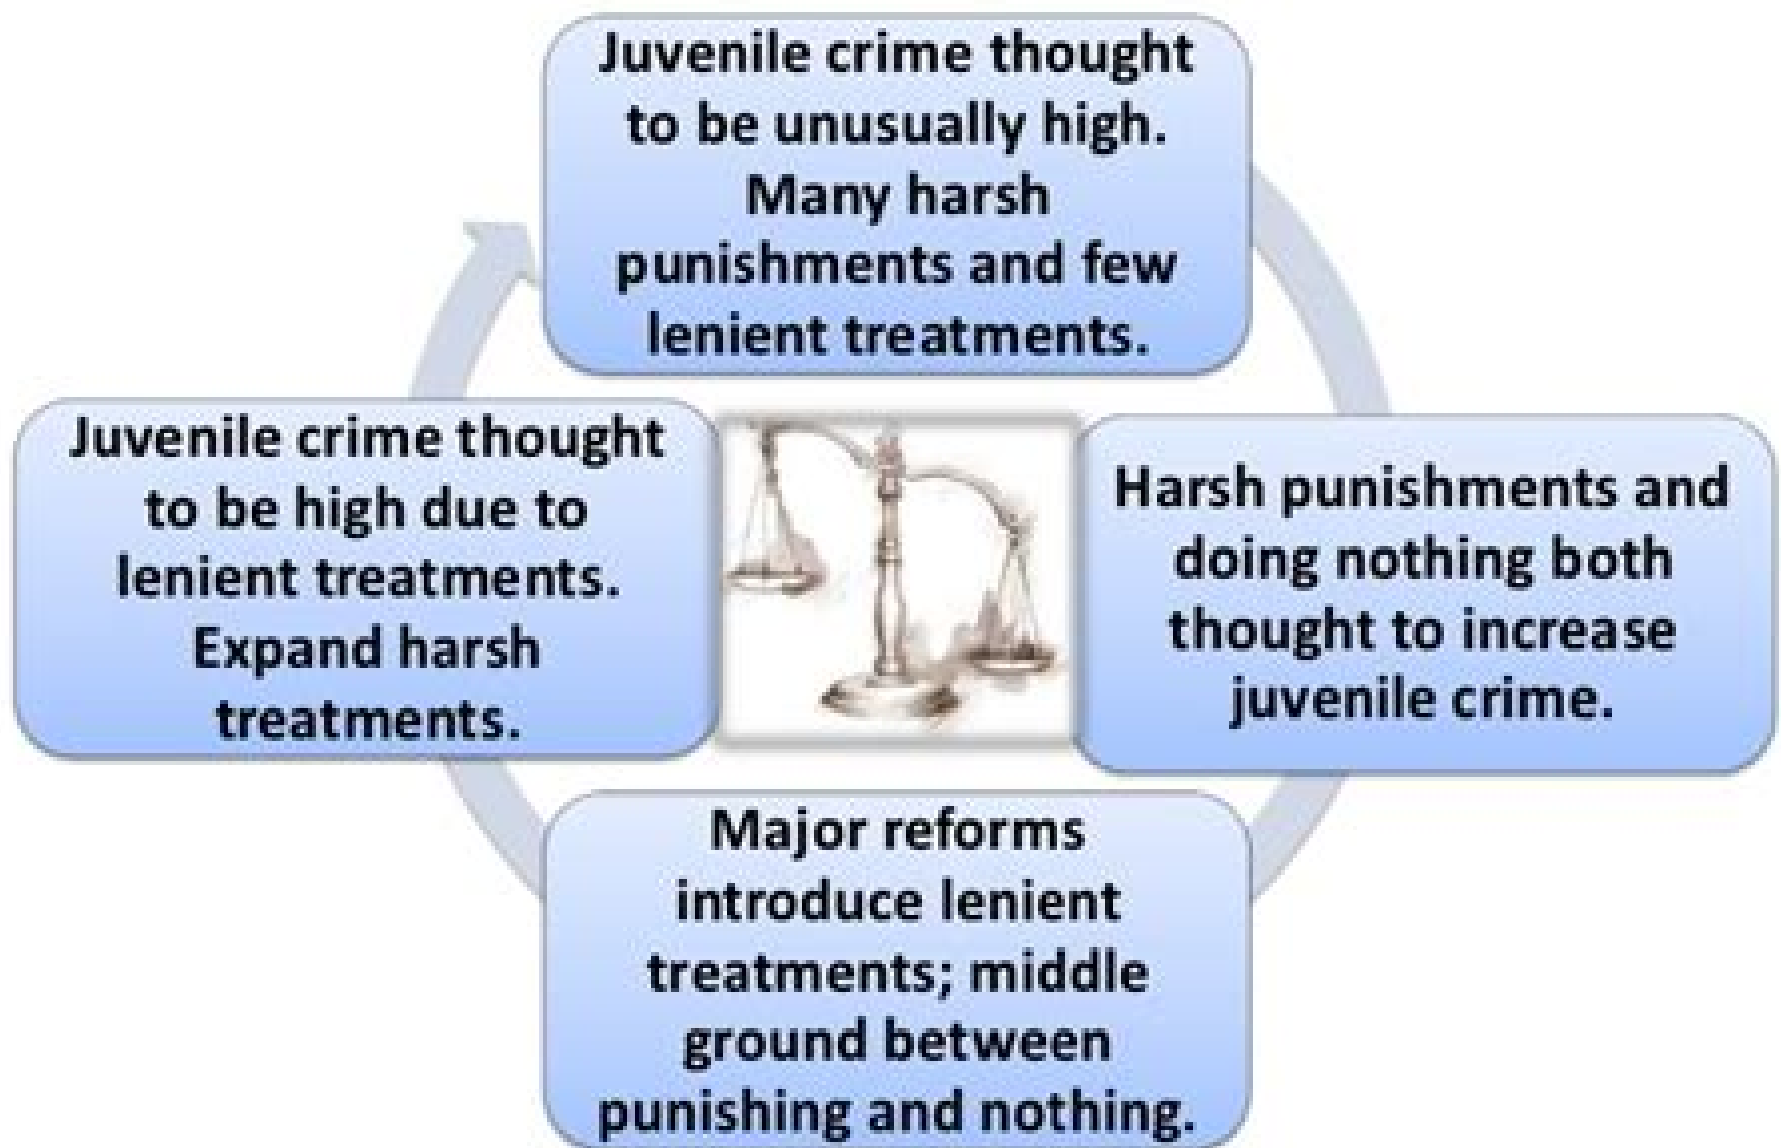 Juvenile crime thought
to be unusually high.
Many harsh
punishments and few
lenient treatments.
Harsh punishments and
doing nothing both
thought to increase
juvenile crime.
Major reforms
introduce lenient
treatments; middle
ground between
punishing and nothing.
Juvenile crime thought
to be high due to
lenient treatments.
Expand harsh
treatments.